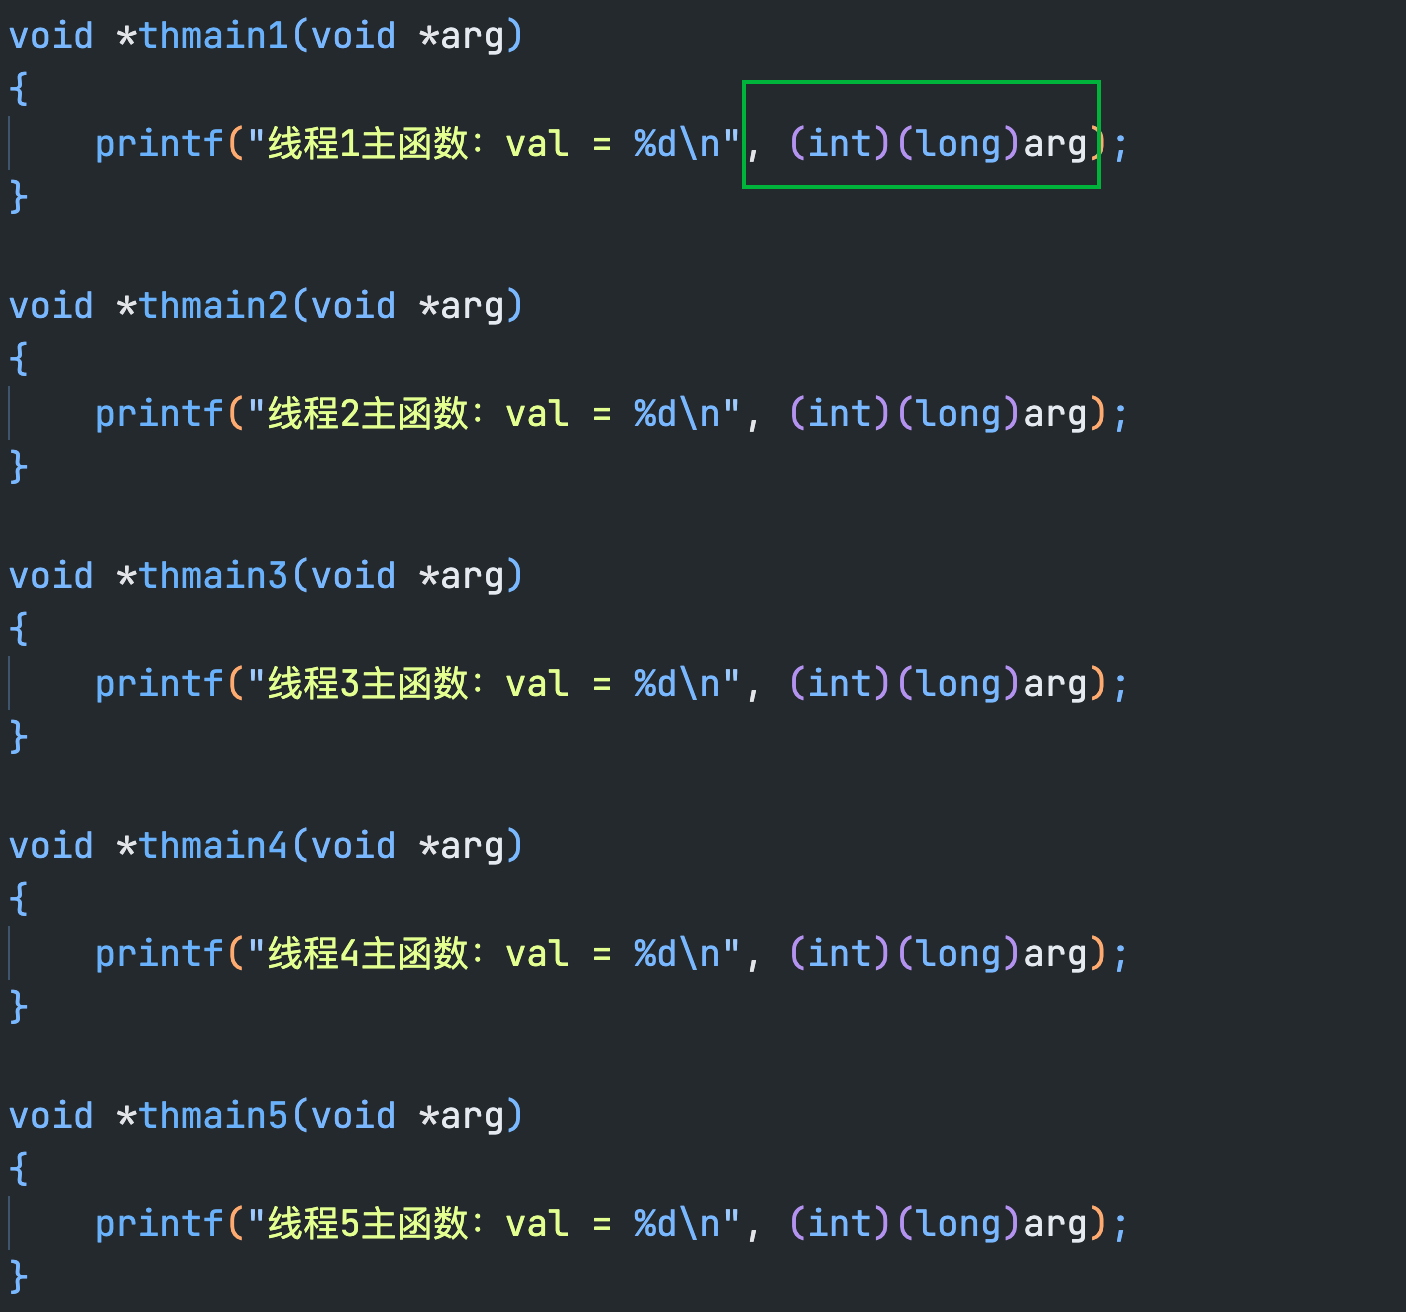 void *thmain1(void *arg)
{
    printf("线程1主函数：val = %d\n", (int)(long)arg);
}
void *thmain2(void *arg)
{
    printf("线程2主函数：val = %d\n", (int)(long)arg);
}
void *thmain3(void *arg)
{
    printf("线程3主函数：val = %d\n", (int)(long)arg);
}
void *thmain4(void *arg)
{
    printf("线程4主函数：val = %d\n", (int)(long)arg);
}
void *thmain5(void *arg)
{
    printf("线程5主函数：val = %d\n", (int)(long)arg);
}